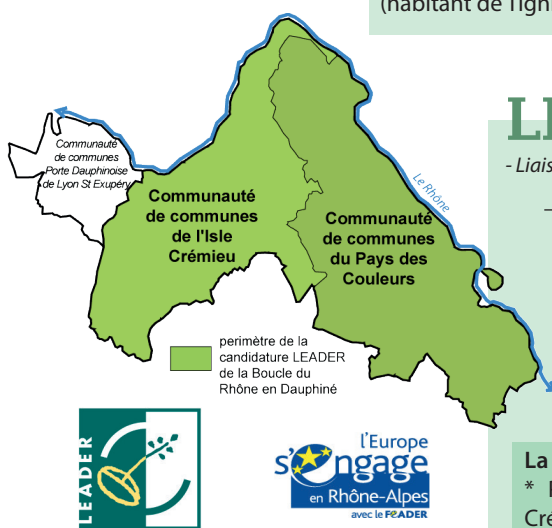 (habitant de l'ign
Communauté
de communes
Porte Dauphinoise
de Lyon St Exupéry
Communauté
de communes
de l'Isle
Crémieu
Le Rhône
Communauté
de communes
du Pays des
Couleurs
- Liais
perimètre de la
candidature LEADER
de la Boucle du
Rhône en Dauphiné
LEADER
l'Europe
s'engage
en Rhône-Alpes
avec le FEADER
La
*
Cré